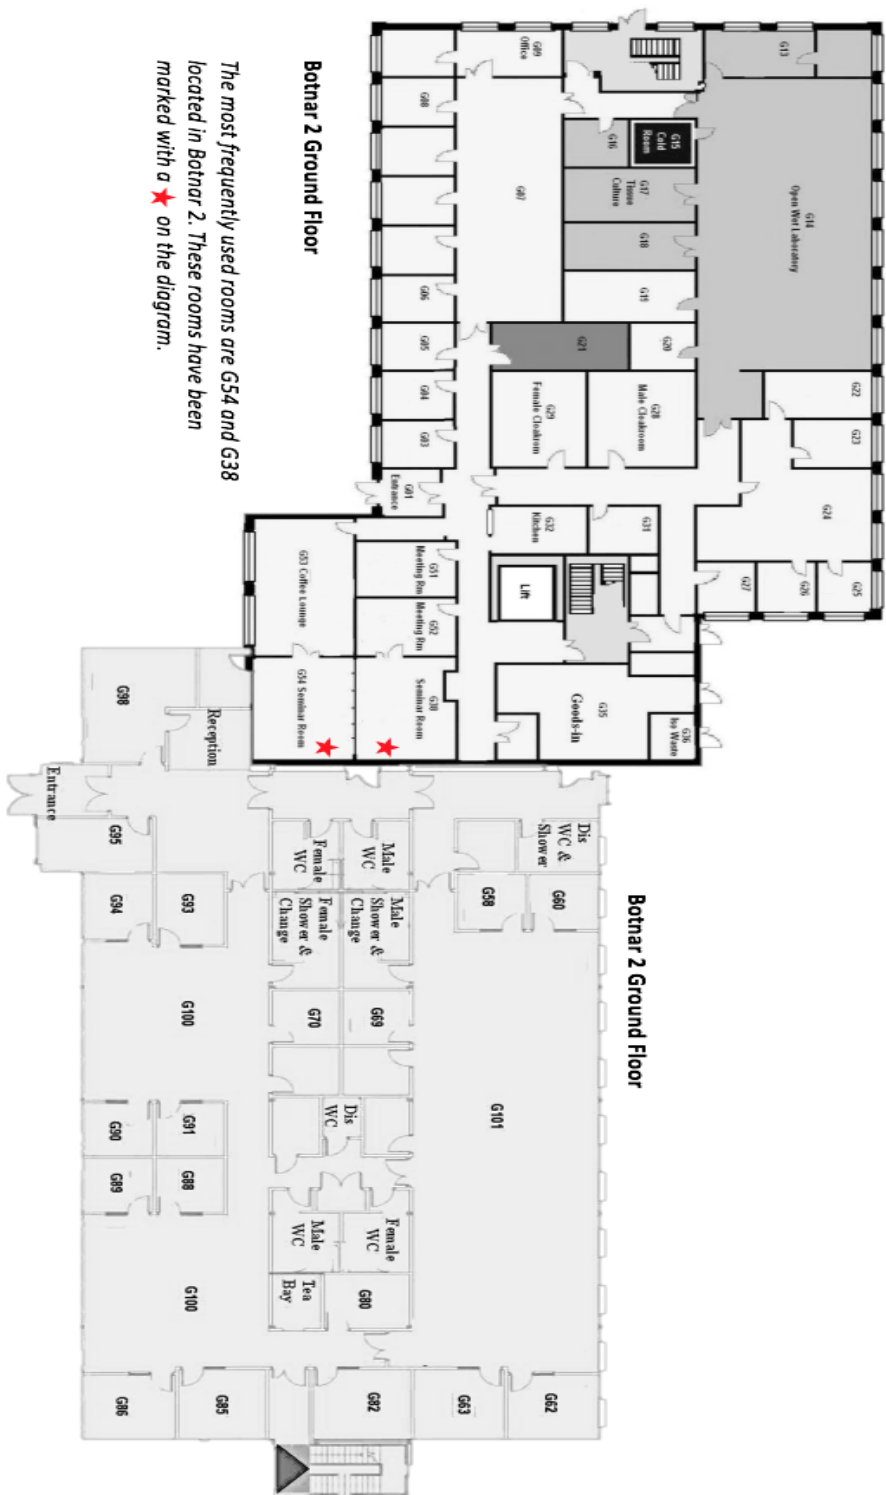 Botnar 2 Ground Floor
Botnar 2 Ground Floor
The most frequently used rooms are G54 and G38
located in Botnar 2. These rooms have been
marked with a ★ on the diagram.
G13
G14
Open Wet Laboratory
G22
G23
G24
G25
G26
G27
G15
Cold
Room
G16
G17
Tissue
Culture
G18
G19
G20
G21
G28
Male Cloakroom
G29
Female Cloakroom
G31
G32
Kitchen
Lift
G36
Iso Waste
G35
Goods-in
G09
Office
G07
G08
G06
G05
G04
G03
G01
Entrance
G51
Meeting Rm
G52
Meeting Rm
G38
Seminar Room
G53 Coffee Lounge
G54 Seminar Room
Dis
WC &
Shower
G60
G58
G101
G62
G63
Male
WC
Female
WC
Male
Shower &
Change
Female
Shower &
Change
G69
G70
Dis
WC
Female
WC
Male
WC
G80
Tea
Bay
G82
Reception
G98
Entrance
G95
G93
G94
G100
G91
G90
G88
G89
G100
G85
G86